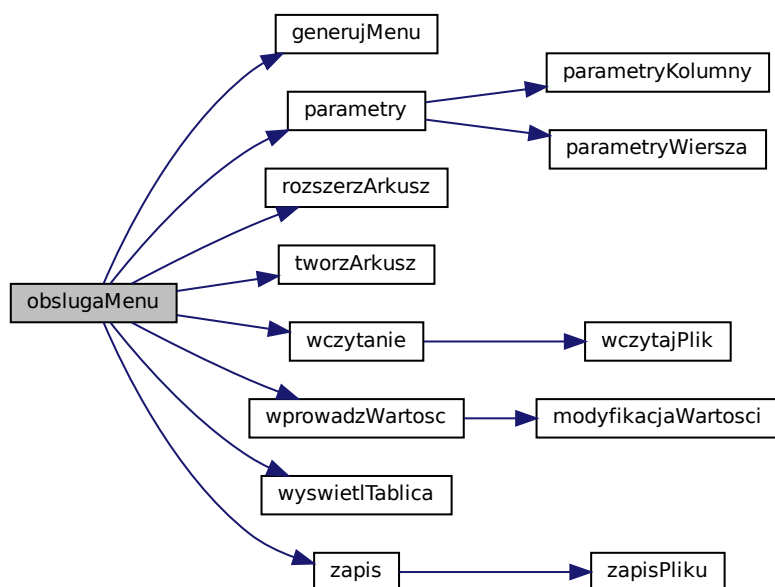 generujMenu
parametryKolumny
parametry
parametryWiersza
rozszerzArkusz
tworzArkusz
obslugaMenu
wczytanie
wczytajPlik
wprowadzWartosc
modyfikacjaWartosci
wyswietlTablica
zapis
zapisPliku